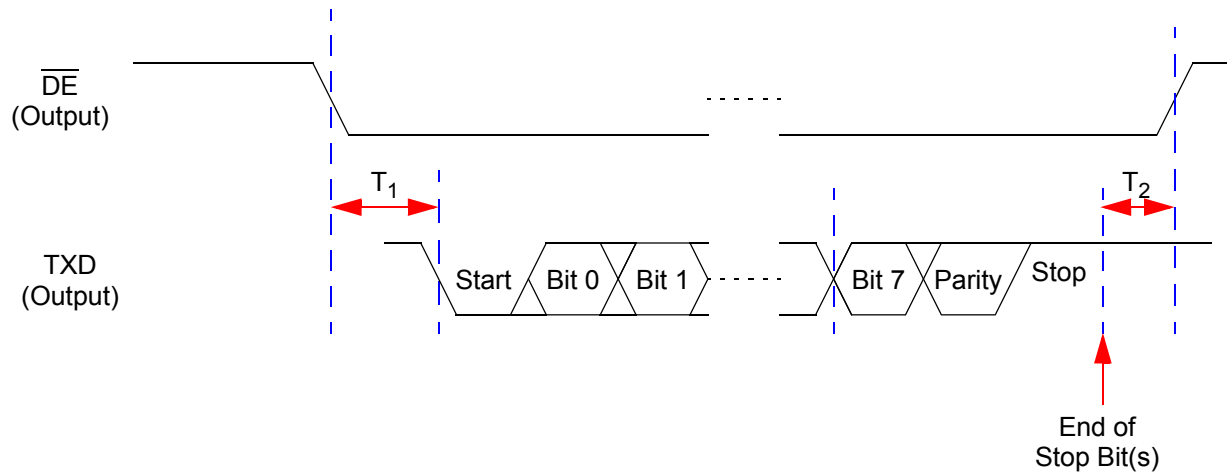 DE
(Output)
T1
T2
TXD
(Output)
Start
Bit 0
Bit 1
Bit 7
Parity
Stop
End of
Stop Bit(s)